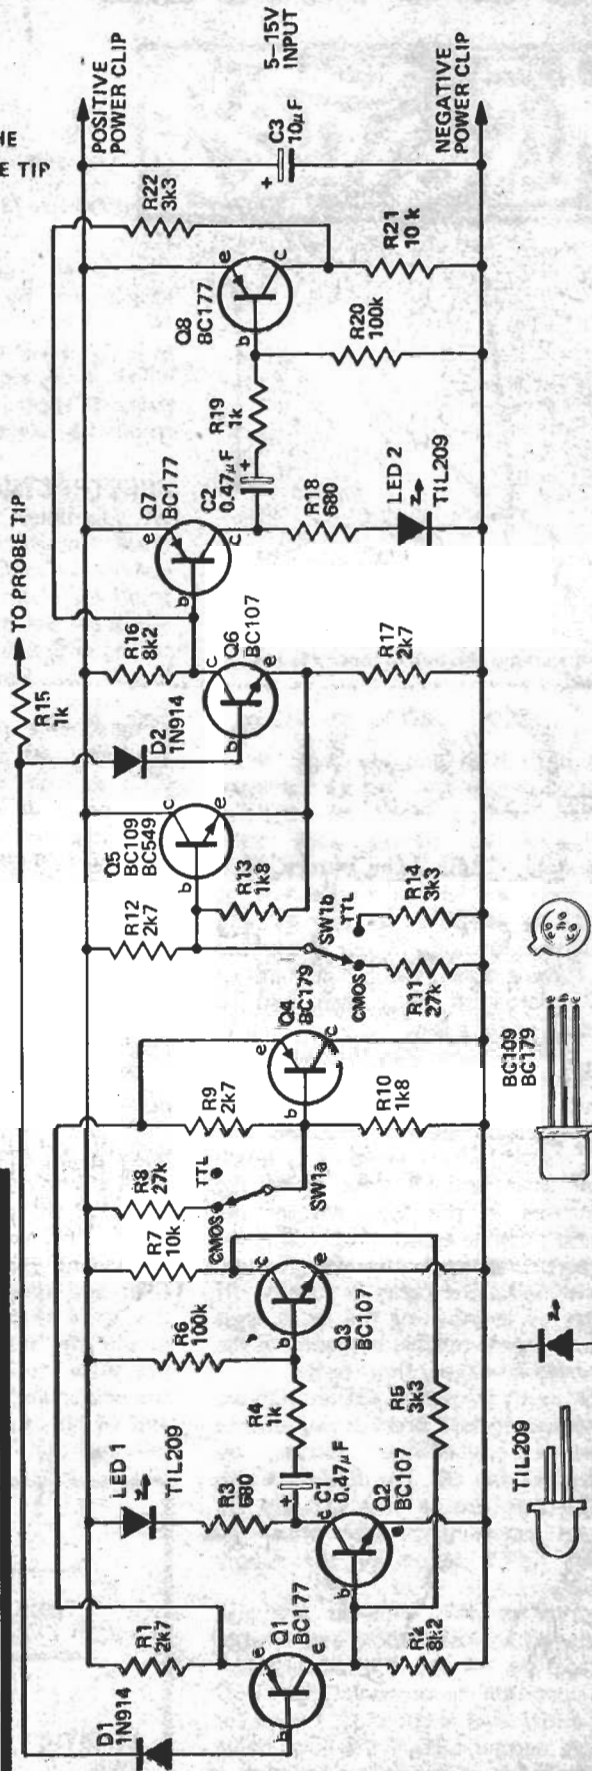 HE
E TIP
TO PROBE TIP
R15
1k
POSITIVE
POWER CLIP
5–15V
INPUT
NEGATIVE
POWER CLIP
D1
1N914
R1
2k7
e
Q1
BC177
b
c
R2
8k2
LED 1
TIL209
R3
680
C1
0.47µF
+
c
Q2
BC107
b
e
R4
1k
R5
3k3
R6
100k
R7
10k
c
b
e
Q3
BC107
R8
27k
CMOS
TTL
SW1a
R9
2k7
R10
1k8
e
Q4
BC179
b
c
R12
2k7
Q5
BC109
BC549
c
b
e
R13
1k8
SW1b
CMOS
TTL
R11
27k
R14
3k3
D2
1N914
R16
8k2
c
Q6
BC107
b
e
R17
2k7
e
Q7
BC177
b
c
C2
0.47µF
+
R18
680
LED 2
TIL209
R19
1k
Q8
BC177
e
b
c
R20
100k
R21
10k
R22
3k3
C3
10µF
+
TIL209
BC109
BC179
e
b
c